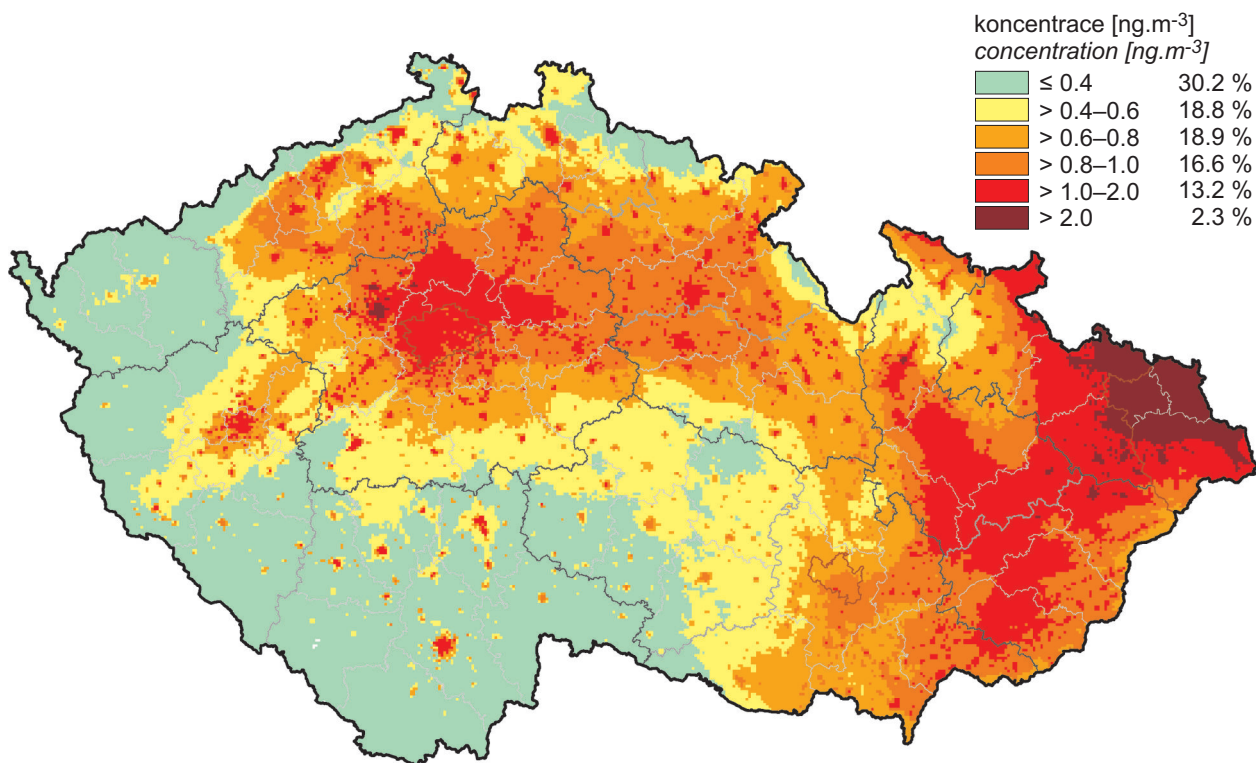 koncentrace [ng.m-3]
concentration [ng.m-3]
≤ 0.4 30.2 %
> 0.4–0.6 18.8 %
> 0.6–0.8 18.9 %
> 0.8–1.0 16.6 %
> 1.0–2.0 13.2 %
> 2.0 2.3 %